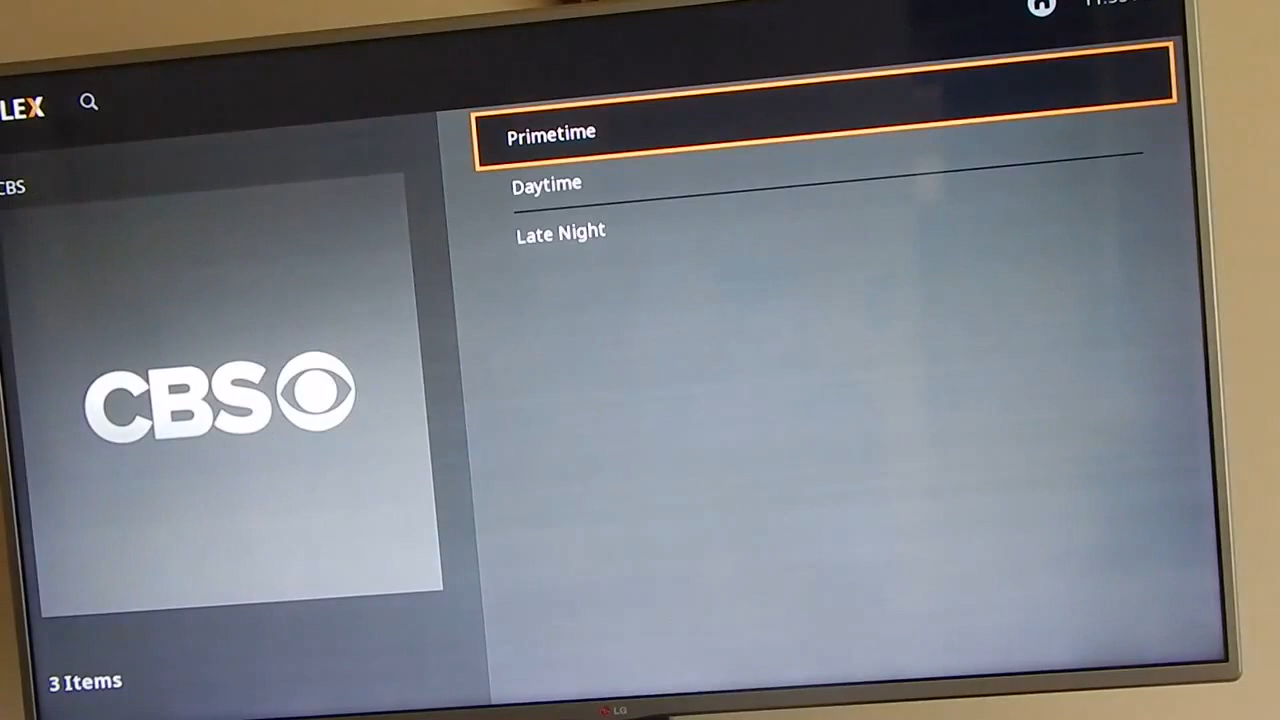 LEX
CBS
Primetime
Daytime
Late Night
CBS
3 Items
LG